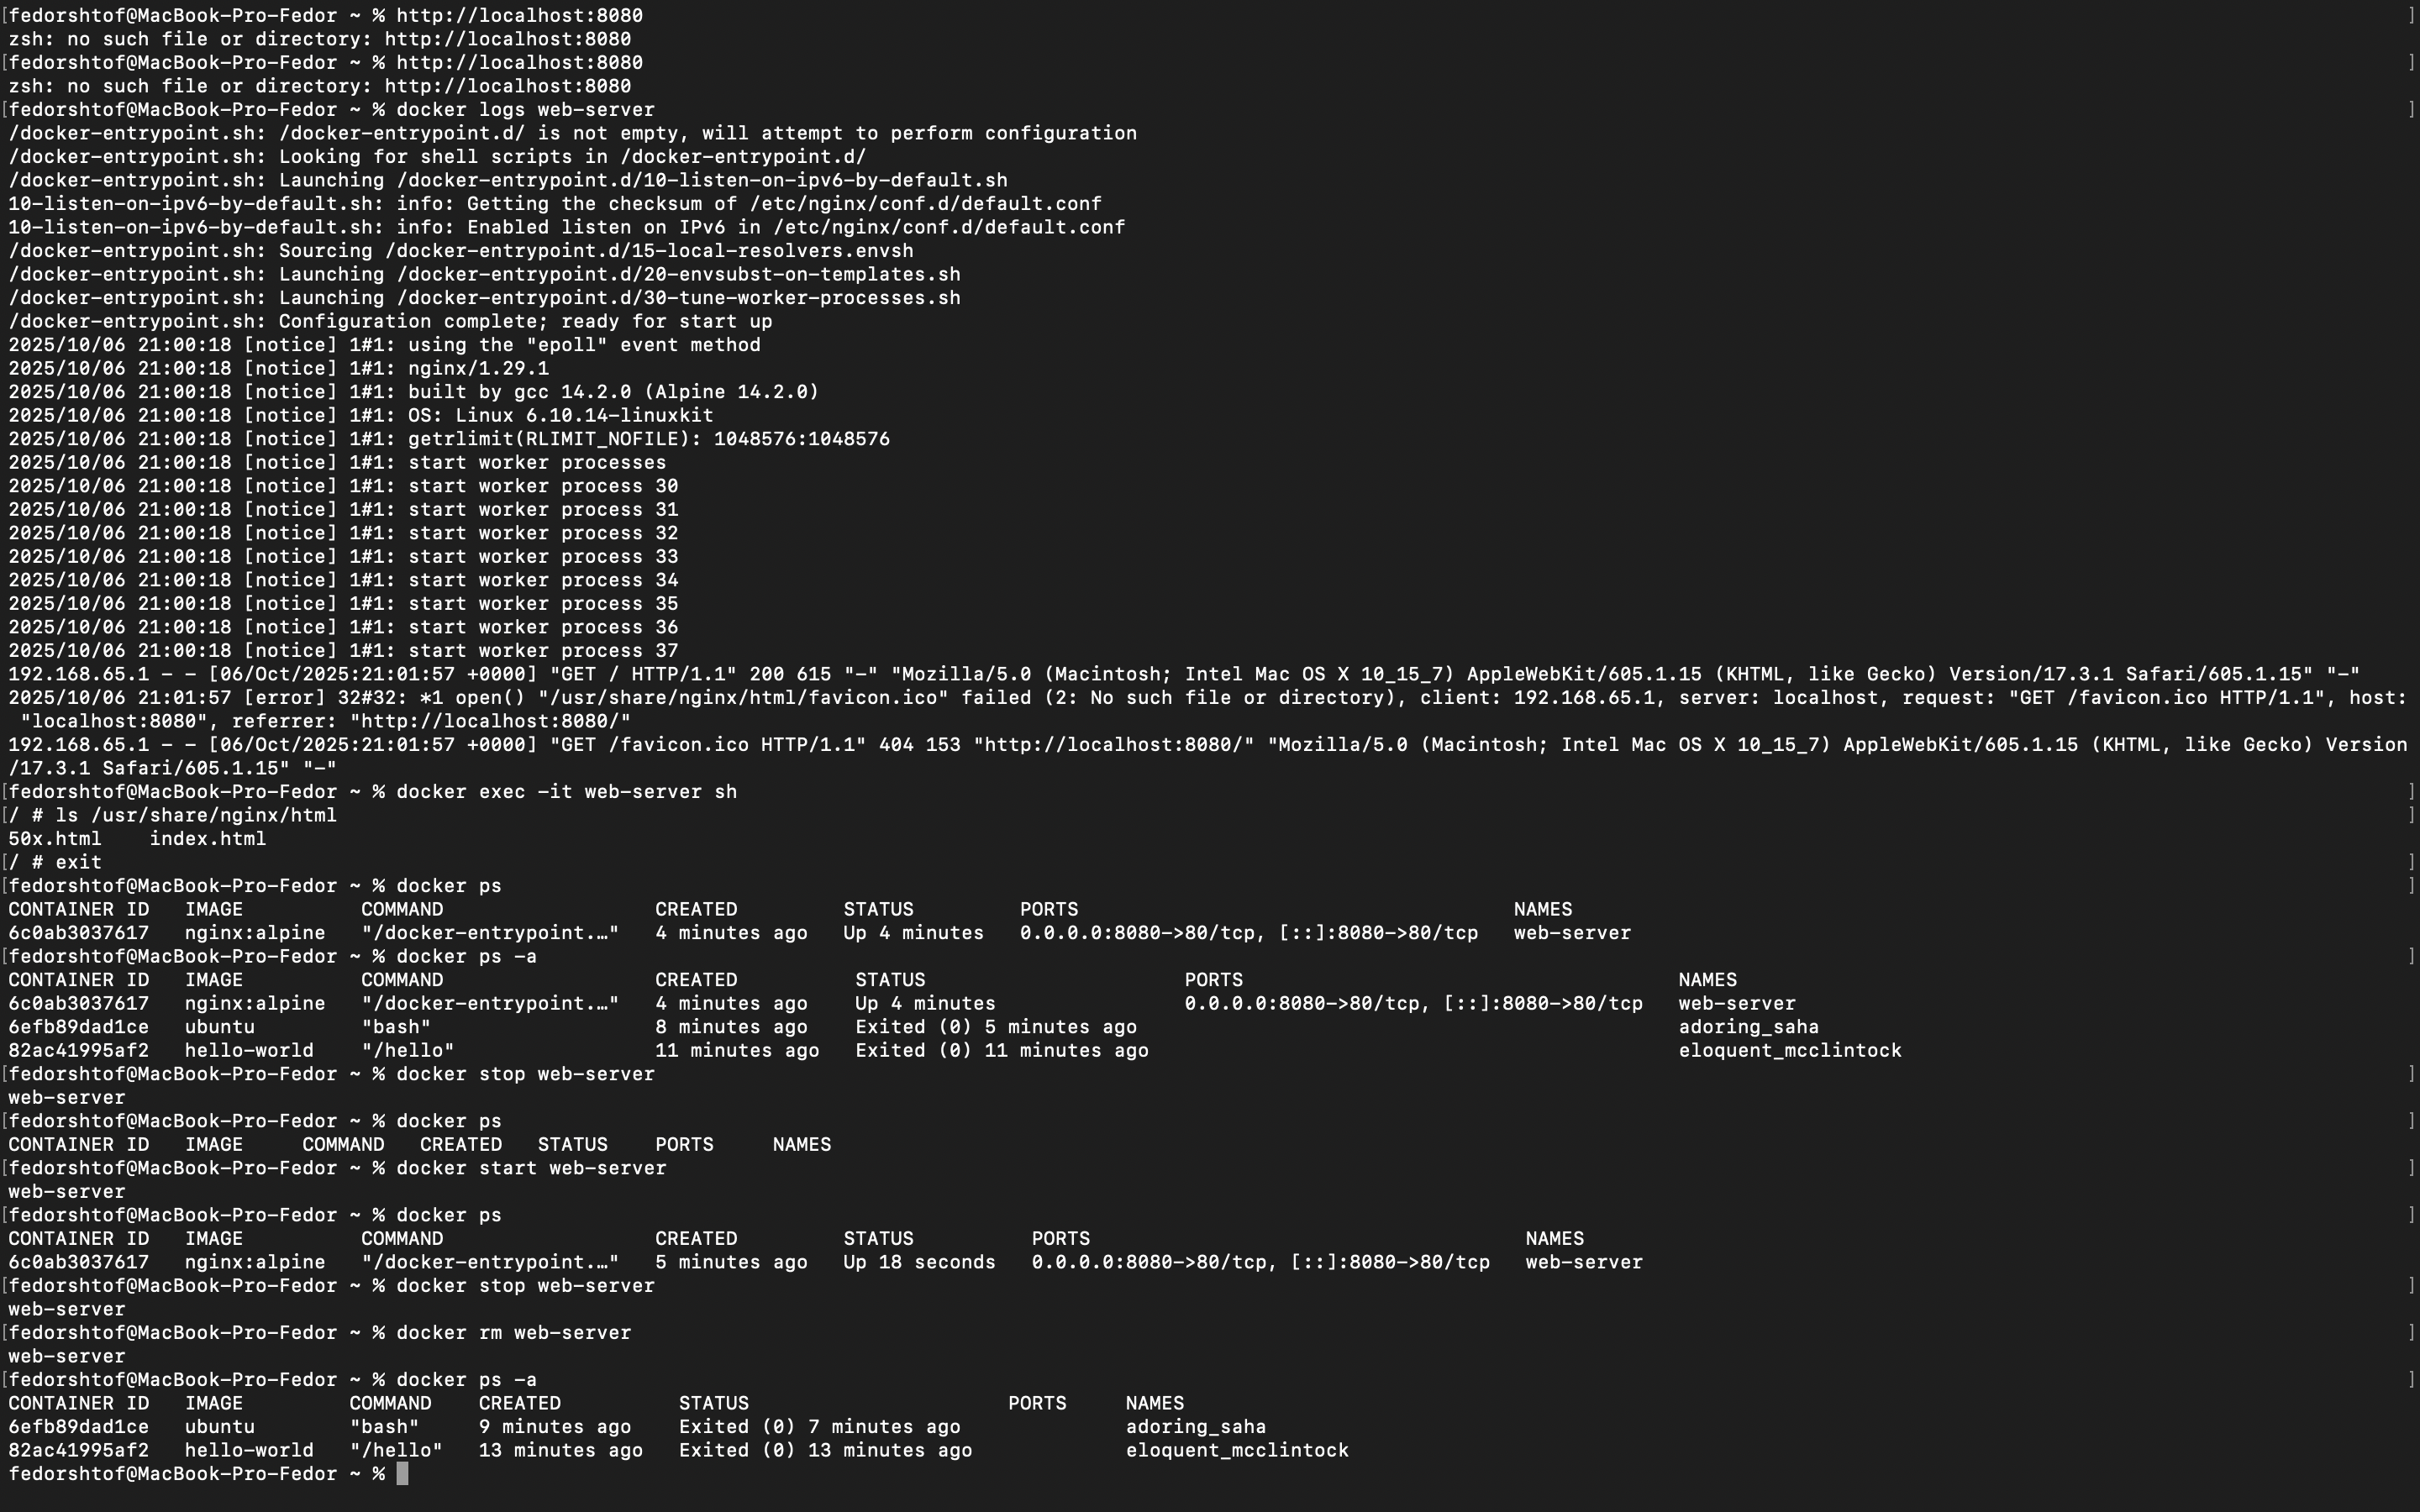 [fedorshtof@MacBook-Pro-Fedor ~ % http://localhost:8080 ]
zsh: no such file or directory: http://localhost:8080
[fedorshtof@MacBook-Pro-Fedor ~ % http://localhost:8080 ]
zsh: no such file or directory: http://localhost:8080
[fedorshtof@MacBook-Pro-Fedor ~ % docker logs web-server ]
/docker-entrypoint.sh: /docker-entrypoint.d/ is not empty, will attempt to perform configuration
/docker-entrypoint.sh: Looking for shell scripts in /docker-entrypoint.d/
/docker-entrypoint.sh: Launching /docker-entrypoint.d/10-listen-on-ipv6-by-default.sh
10-listen-on-ipv6-by-default.sh: info: Getting the checksum of /etc/nginx/conf.d/default.conf
10-listen-on-ipv6-by-default.sh: info: Enabled listen on IPv6 in /etc/nginx/conf.d/default.conf
/docker-entrypoint.sh: Sourcing /docker-entrypoint.d/15-local-resolvers.envsh
/docker-entrypoint.sh: Launching /docker-entrypoint.d/20-envsubst-on-templates.sh
/docker-entrypoint.sh: Launching /docker-entrypoint.d/30-tune-worker-processes.sh
/docker-entrypoint.sh: Configuration complete; ready for start up
2025/10/06 21:00:18 [notice] 1#1: using the "epoll" event method
2025/10/06 21:00:18 [notice] 1#1: nginx/1.29.1
2025/10/06 21:00:18 [notice] 1#1: built by gcc 14.2.0 (Alpine 14.2.0)
2025/10/06 21:00:18 [notice] 1#1: OS: Linux 6.10.14-linuxkit
2025/10/06 21:00:18 [notice] 1#1: getrlimit(RLIMIT_NOFILE): 1048576:1048576
2025/10/06 21:00:18 [notice] 1#1: start worker processes
2025/10/06 21:00:18 [notice] 1#1: start worker process 30
2025/10/06 21:00:18 [notice] 1#1: start worker process 31
2025/10/06 21:00:18 [notice] 1#1: start worker process 32
2025/10/06 21:00:18 [notice] 1#1: start worker process 33
2025/10/06 21:00:18 [notice] 1#1: start worker process 34
2025/10/06 21:00:18 [notice] 1#1: start worker process 35
2025/10/06 21:00:18 [notice] 1#1: start worker process 36
2025/10/06 21:00:18 [notice] 1#1: start worker process 37
192.168.65.1 - - [06/Oct/2025:21:01:57 +0000] "GET / HTTP/1.1" 200 615 "-" "Mozilla/5.0 (Macintosh; Intel Mac OS X 10_15_7) AppleWebKit/605.1.15 (KHTML, like Gecko) Version/17.3.1 Safari/605.1.15" "-"
2025/10/06 21:01:57 [error] 32#32: *1 open() "/usr/share/nginx/html/favicon.ico" failed (2: No such file or directory), client: 192.168.65.1, server: localhost, request: "GET /favicon.ico HTTP/1.1", host:
"localhost:8080", referrer: "http://localhost:8080/"
192.168.65.1 - - [06/Oct/2025:21:01:57 +0000] "GET /favicon.ico HTTP/1.1" 404 153 "http://localhost:8080/" "Mozilla/5.0 (Macintosh; Intel Mac OS X 10_15_7) AppleWebKit/605.1.15 (KHTML, like Gecko) Version
/17.3.1 Safari/605.1.15" "-"
[fedorshtof@MacBook-Pro-Fedor ~ % docker exec -it web-server sh ]
[/ # ls /usr/share/nginx/html ]
50x.html    index.html
[/ # exit ]
[fedorshtof@MacBook-Pro-Fedor ~ % docker ps ]
CONTAINER ID   IMAGE          COMMAND                  CREATED         STATUS         PORTS                                     NAMES
6c0ab3037617   nginx:alpine   "/docker-entrypoint.…"   4 minutes ago   Up 4 minutes   0.0.0.0:8080->80/tcp, [::]:8080->80/tcp   web-server
[fedorshtof@MacBook-Pro-Fedor ~ % docker ps -a ]
CONTAINER ID   IMAGE          COMMAND                  CREATED          STATUS                      PORTS                                     NAMES
6c0ab3037617   nginx:alpine   "/docker-entrypoint.…"   4 minutes ago    Up 4 minutes                0.0.0.0:8080->80/tcp, [::]:8080->80/tcp   web-server
6efb89dad1ce   ubuntu         "bash"                   8 minutes ago    Exited (0) 5 minutes ago                                              adoring_saha
82ac41995af2   hello-world    "/hello"                 11 minutes ago   Exited (0) 11 minutes ago                                             eloquent_mcclintock
[fedorshtof@MacBook-Pro-Fedor ~ % docker stop web-server ]
web-server
[fedorshtof@MacBook-Pro-Fedor ~ % docker ps ]
CONTAINER ID   IMAGE     COMMAND   CREATED   STATUS    PORTS     NAMES
[fedorshtof@MacBook-Pro-Fedor ~ % docker start web-server ]
web-server
[fedorshtof@MacBook-Pro-Fedor ~ % docker ps ]
CONTAINER ID   IMAGE          COMMAND                  CREATED         STATUS          PORTS                                     NAMES
6c0ab3037617   nginx:alpine   "/docker-entrypoint.…"   5 minutes ago   Up 18 seconds   0.0.0.0:8080->80/tcp, [::]:8080->80/tcp   web-server
[fedorshtof@MacBook-Pro-Fedor ~ % docker stop web-server ]
web-server
[fedorshtof@MacBook-Pro-Fedor ~ % docker rm web-server ]
web-server
[fedorshtof@MacBook-Pro-Fedor ~ % docker ps -a ]
CONTAINER ID   IMAGE         COMMAND    CREATED          STATUS                      PORTS     NAMES
6efb89dad1ce   ubuntu        "bash"     9 minutes ago    Exited (0) 7 minutes ago              adoring_saha
82ac41995af2   hello-world   "/hello"   13 minutes ago   Exited (0) 13 minutes ago             eloquent_mcclintock
fedorshtof@MacBook-Pro-Fedor ~ %